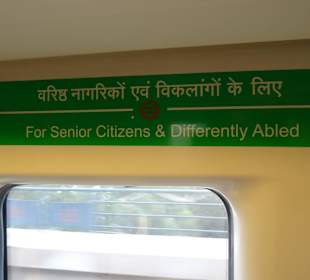 वरिष्ठ नागरिकों एवं विकलांगों के लिए
For Senior Citizens & Differently Abled